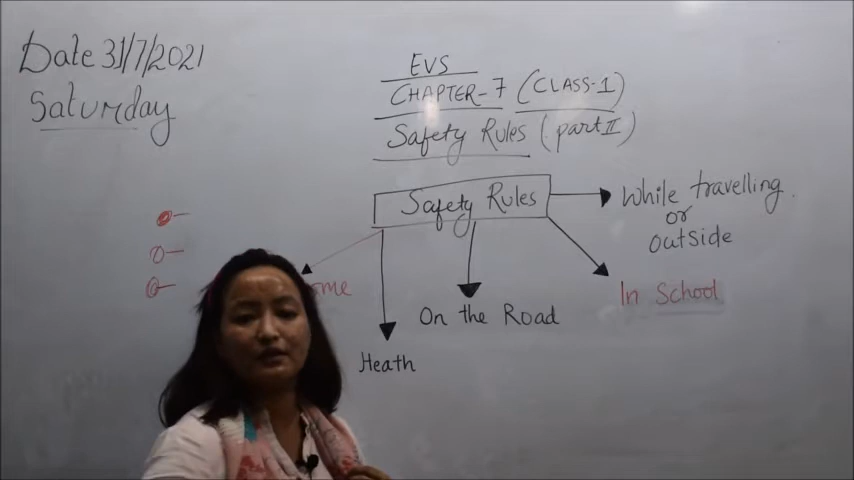 Date 31/7/2021
Saturday
EVS
CHAPTER-7 (CLASS-1)
Safety Rules (part II)
Safety Rules
While travelling
or
outside
In School
On the Road
Heath